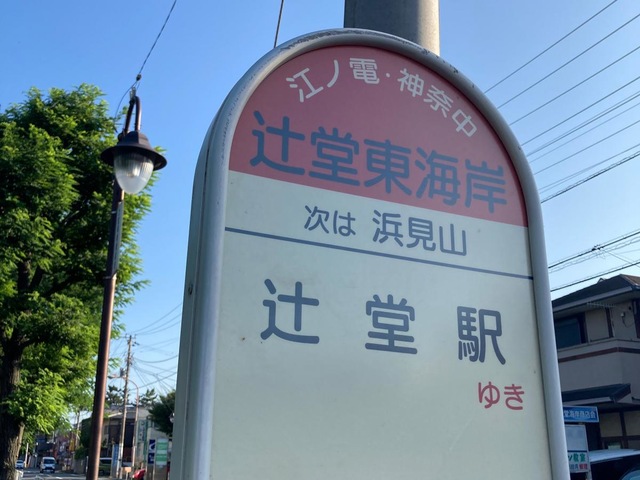 江ノ電・神奈中
辻堂東海岸
次は 浜見山
辻堂駅
ゆき